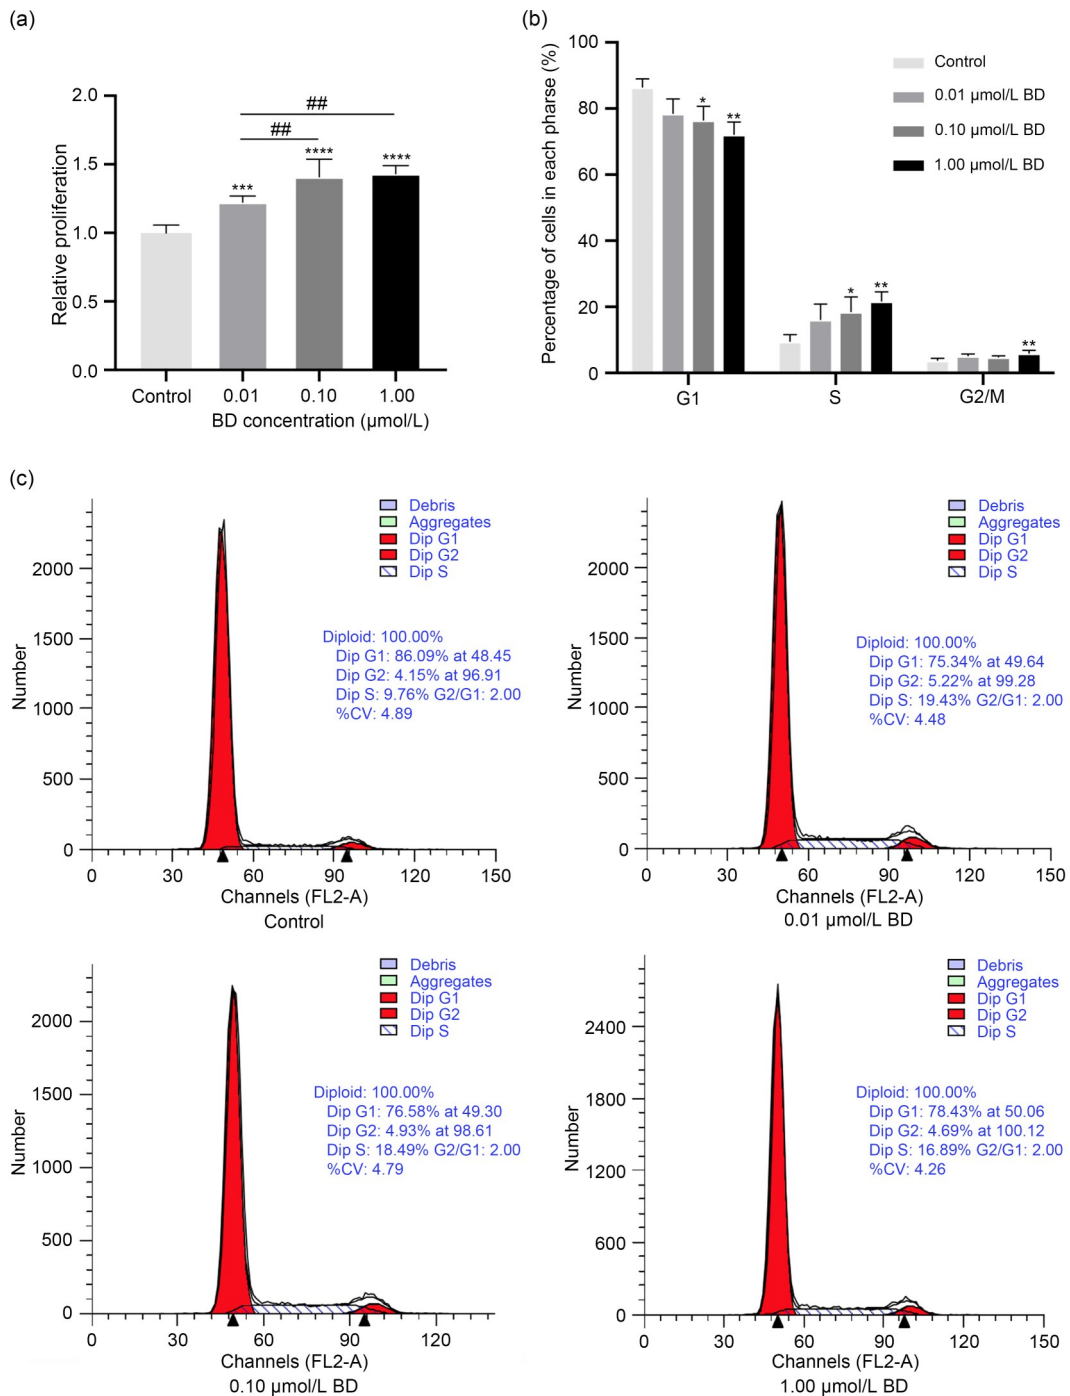 (a)
2.0
1.5
1.0
0.5
0.0
Relative proliferation
##
##
***
****
****
Control 0.01 0.10 1.00
BD concentration (μmol/L)
(b)
100
80
60
40
20
0
Percentage of cells in each pharse (%)
Control
0.01 μmol/L BD
0.10 μmol/L BD
1.00 μmol/L BD
* **
* **
**
G1 S G2/M
(c)
Number
2000
1500
1000
500
0
Debris
Aggregates
Dip G1
Dip G2
Dip S
Diploid: 100.00%
Dip G1: 86.09% at 48.45
Dip G2: 4.15% at 96.91
Dip S: 9.76% G2/G1: 2.00
%CV: 4.89
0 30 60 90 120 150
Channels (FL2-A)
Control
Number
2000
1500
1000
500
0
Debris
Aggregates
Dip G1
Dip G2
Dip S
Diploid: 100.00%
Dip G1: 75.34% at 49.64
Dip G2: 5.22% at 99.28
Dip S: 19.43% G2/G1: 2.00
%CV: 4.48
0 30 60 90 120 150
Channels (FL2-A)
0.01 μmol/L BD
Number
2000
1500
1000
500
0
Debris
Aggregates
Dip G1
Dip G2
Dip S
Diploid: 100.00%
Dip G1: 76.58% at 49.30
Dip G2: 4.93% at 98.61
Dip S: 18.49% G2/G1: 2.00
%CV: 4.79
0 30 60 90 120
Channels (FL2-A)
0.10 μmol/L BD
Number
2400
1800
1200
600
0
Debris
Aggregates
Dip G1
Dip G2
Dip S
Diploid: 100.00%
Dip G1: 78.43% at 50.06
Dip G2: 4.69% at 100.12
Dip S: 16.89% G2/G1: 2.00
%CV: 4.26
0 30 60 90 120 150
Channels (FL2-A)
1.00 μmol/L BD